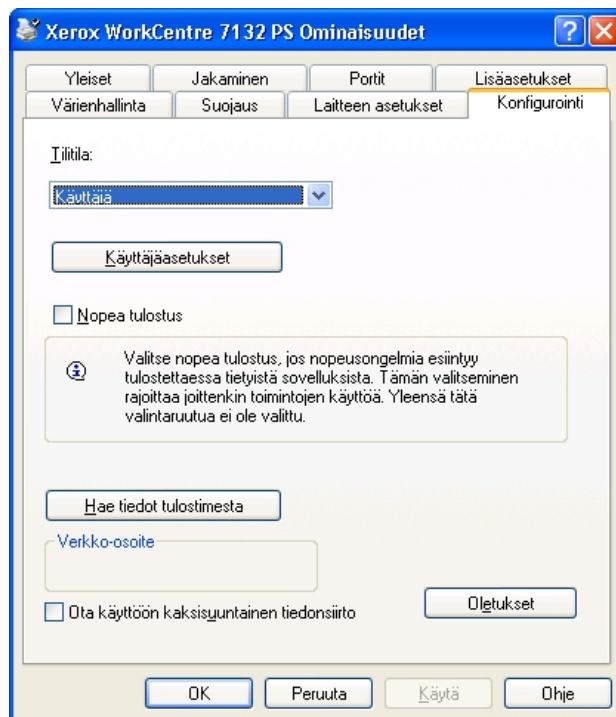 Xerox WorkCentre 7132 PS Ominaisuudet
Yleiset Jakaminen Portit Lisäasetukset
Värienhallinta Suojaus Laitteen asetukset Konfigurointi
Tilitila:
Käyttäjä
Käyttäjäasetukset
Nopea tulostus
Valitse nopea tulostus, jos nopeusongelmia esiintyy
tulostettaessa tietyistä sovelluksista. Tämän valitseminen
rajoittaa joittenkin toimintojen käyttöä. Yleensä tätä
valintaruutua ei ole valittu.
Hae tiedot tulostimesta
Verkko-osoite
Ota käyttöön kaksisuuntainen tiedonsiirto
Oletukset
OK Peruuta Käytä Ohje